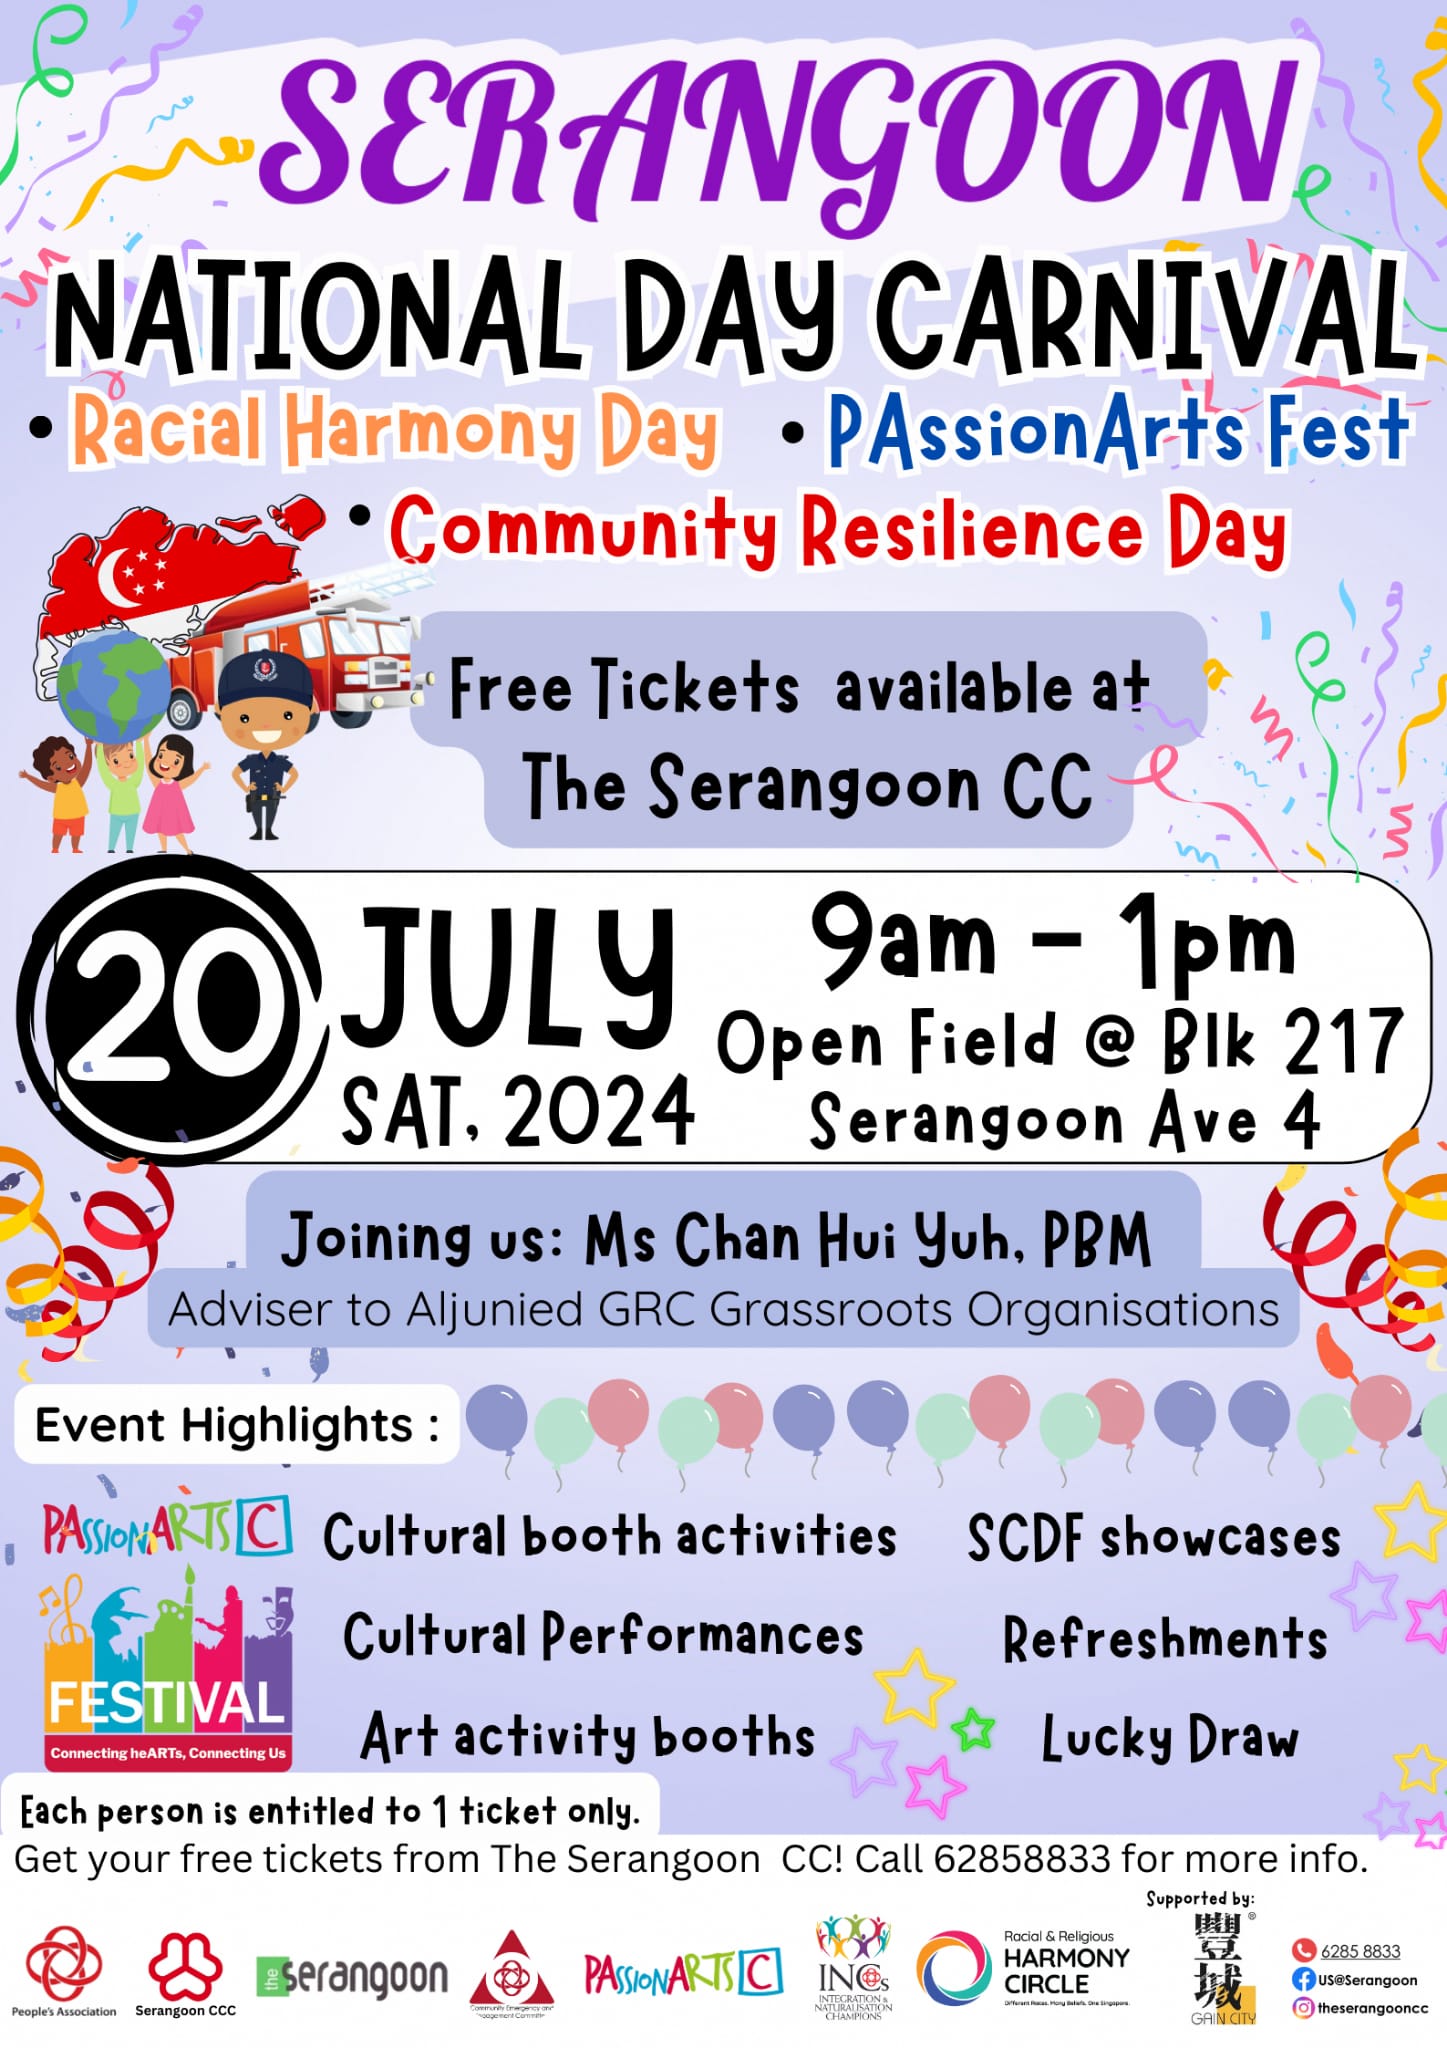 SERANGOON
NATIONAL DAY CARNIVAL
• Racial Harmony Day • PAssionArts Fest
• Community Resilience Day
Free Tickets available at
The Serangoon CC
20 JULY
SAT, 2024
9am - 1pm
Open Field @ Blk 217
Serangoon Ave 4
Joining us: Ms Chan Hui Yuh, PBM
Adviser to Aljunied GRC Grassroots Organisations
Event Highlights :
PASSIONARTS C
FESTIVAL
Connecting heARTs, Connecting Us
Cultural booth activities
SCDF showcases
Cultural Performances
Refreshments
Art activity booths
Lucky Draw
Each person is entitled to 1 ticket only.
Get your free tickets from The Serangoon CC! Call 62858833 for more info.
People's Association
Serangoon CCC
the serangoon
Community Emergency and
PASSIONARTS C
INCs
INTEGRATION &
NATURALISATION
CHAMPIONS
Racial & Religious
HARMONY
CIRCLE
Different Races. Many Beliefs. One Singapore.
Supported by:
豐城®
GAIN CITY
6285 8833
US@Serangoon
theserangooncc